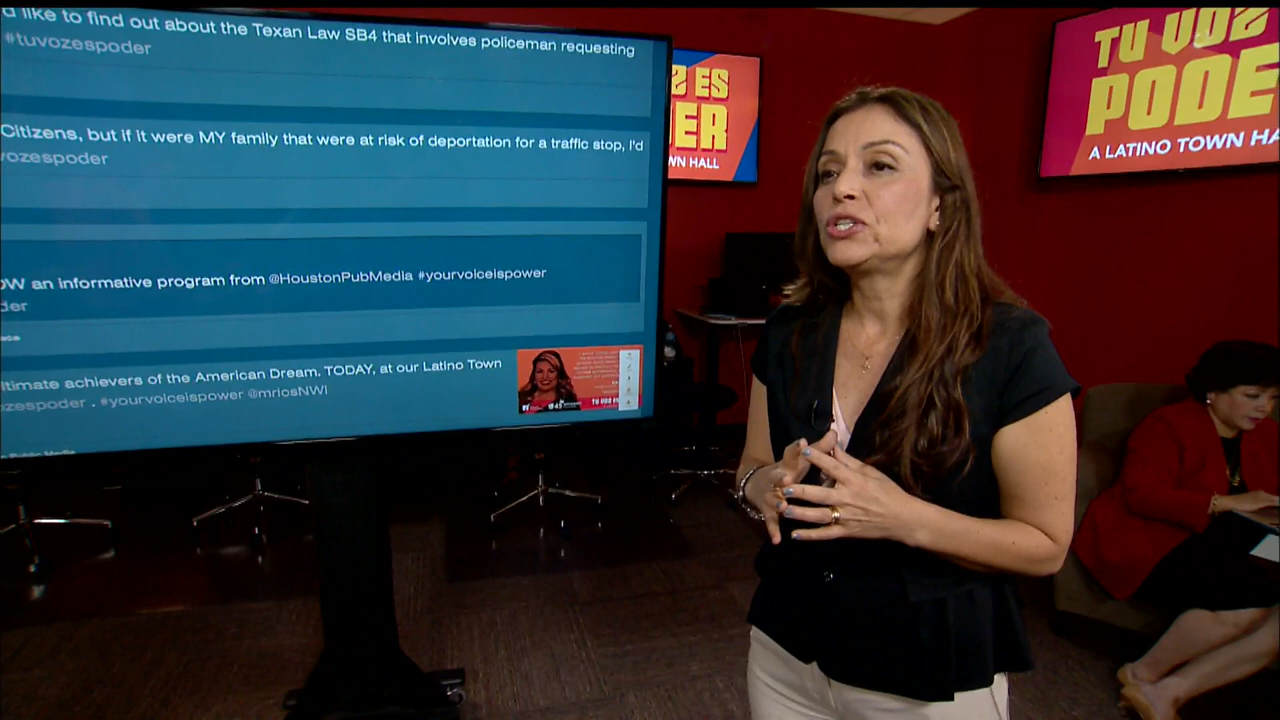 d like to find out about the Texan Law SB4 that involves policeman requesting
#tuvozespoder
Citizens, but if it were MY family that were at risk of deportation for a traffic stop, I'd
vozespoder
OW an informative program from @HoustonPubMedia #yourvoiceispower
der
ltimate achievers of the American Dream. TODAY, at our Latino Town
ozespoder . #yourvoiceispower @mriosNWI
Z ES
ER
WN HALL
TU VOZ
PODE
A LATINO TOWN HA